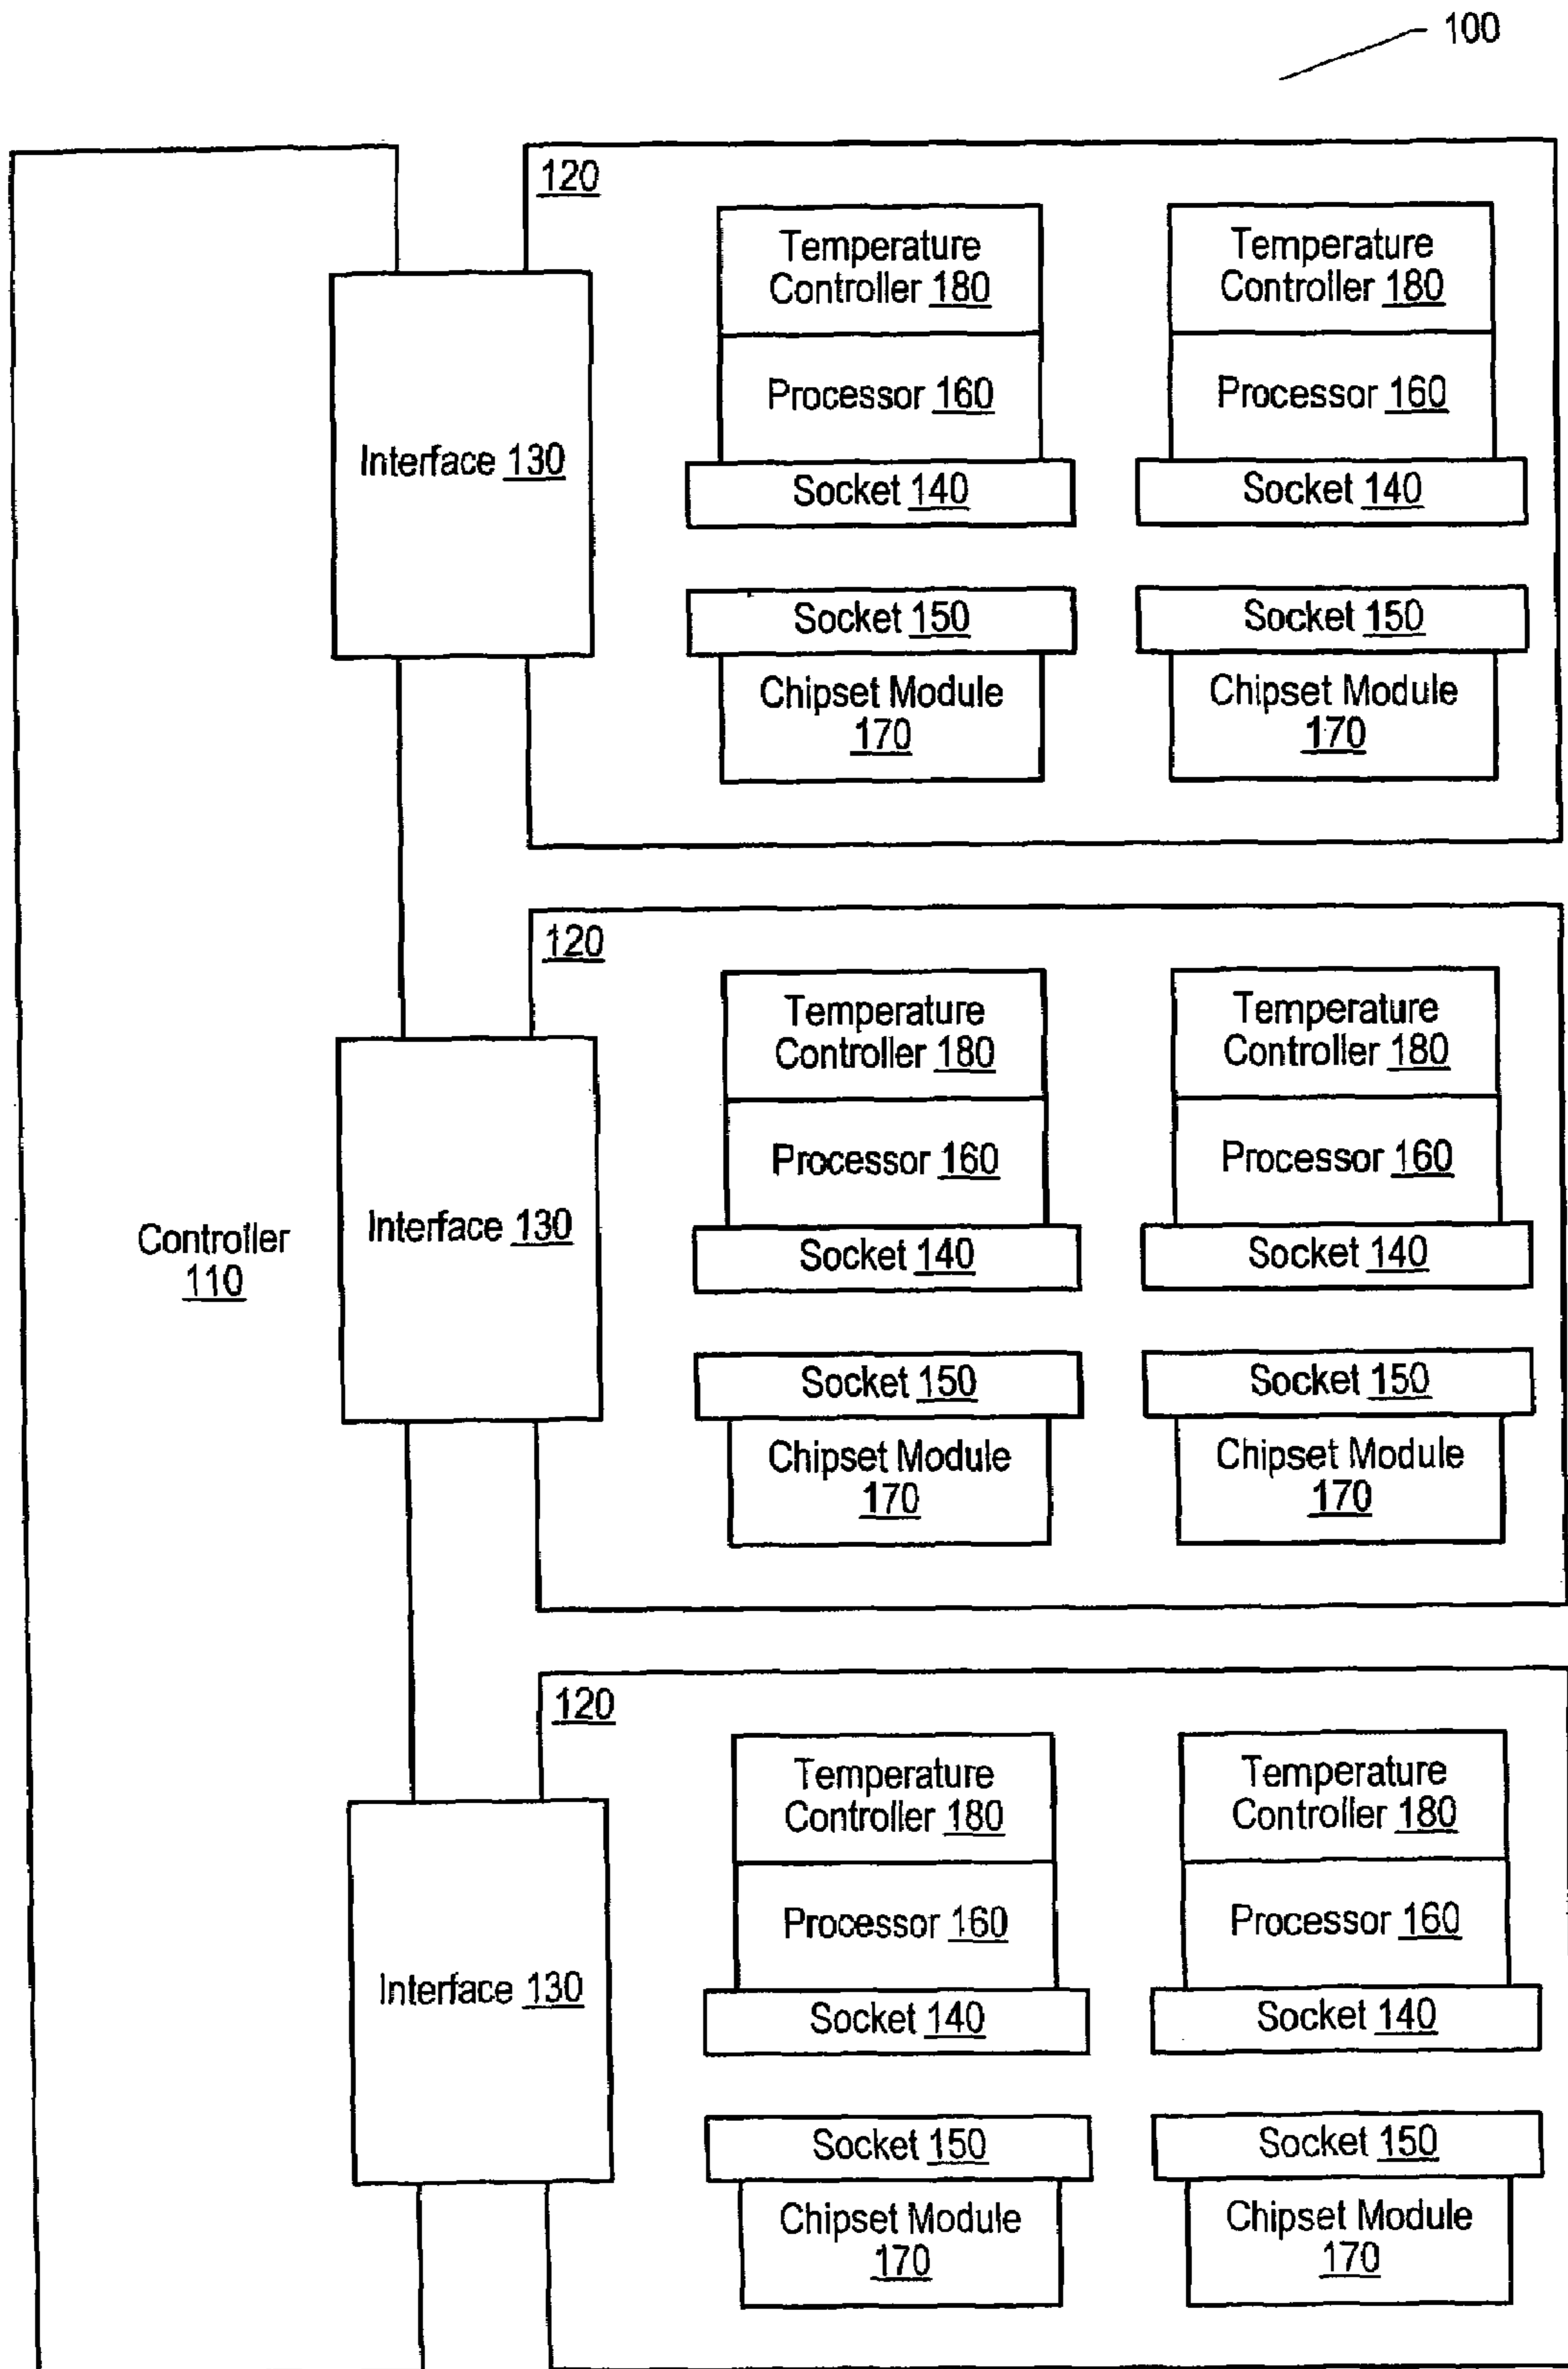 100
120
Temperature
Controller 180
Temperature
Controller 180
Processor 160
Processor 160
Interface 130
Socket 140
Socket 140
Socket 150
Socket 150
Chipset Module
170
Chipset Module
170
120
Temperature
Controller 180
Temperature
Controller 180
Processor 160
Processor 160
Controller
110
Interface 130
Socket 140
Socket 140
Socket 150
Socket 150
Chipset Module
170
Chipset Module
170
120
Temperature
Controller 180
Temperature
Controller 180
Processor 160
Processor 160
Interface 130
Socket 140
Socket 140
Socket 150
Socket 150
Chipset Module
170
Chipset Module
170